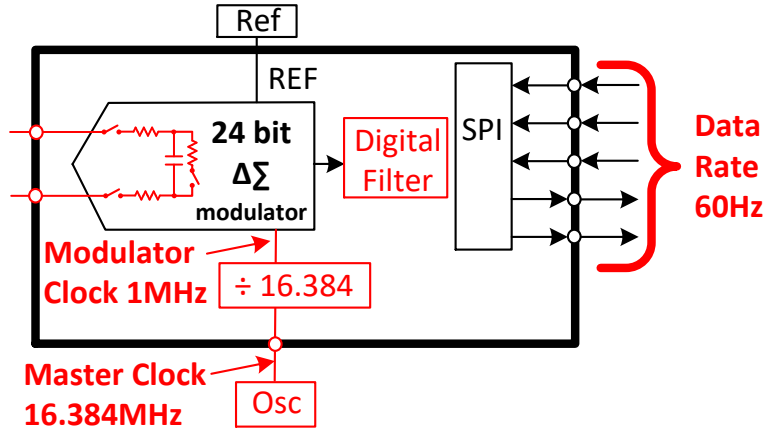 Ref
REF
24 bit
ΔΣ
modulator
Digital
Filter
SPI
Data
Rate
60Hz
Modulator
Clock 1MHz
÷ 16.384
Master Clock
16.384MHz
Osc